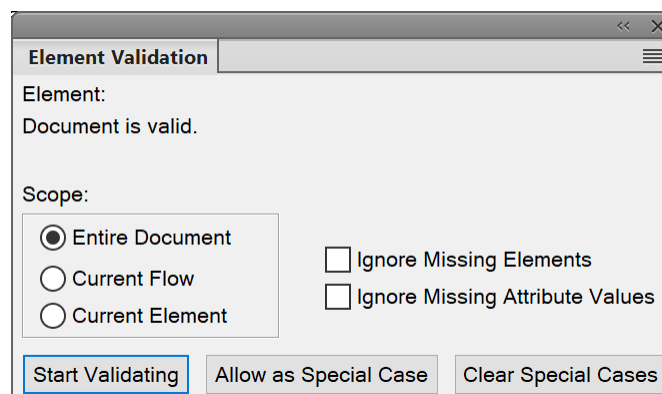 Element Validation
Element:
Document is valid.
Scope:
Entire Document
Current Flow
Current Element
Ignore Missing Elements
Ignore Missing Attribute Values
Start Validating
Allow as Special Case
Clear Special Cases